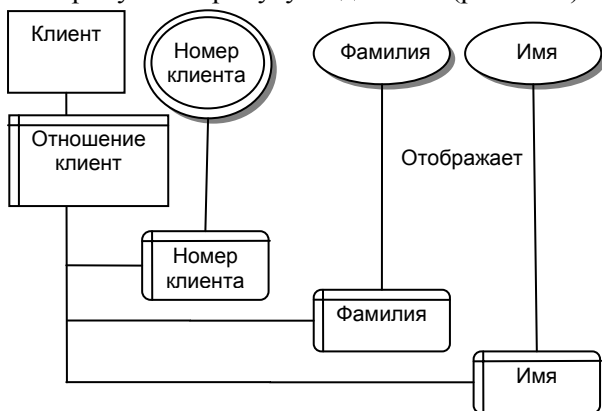 Клиент
Номер
клиента
Фамилия
Имя
Отношение
клиент
Отображает
Номер
клиента
Фамилия
Имя